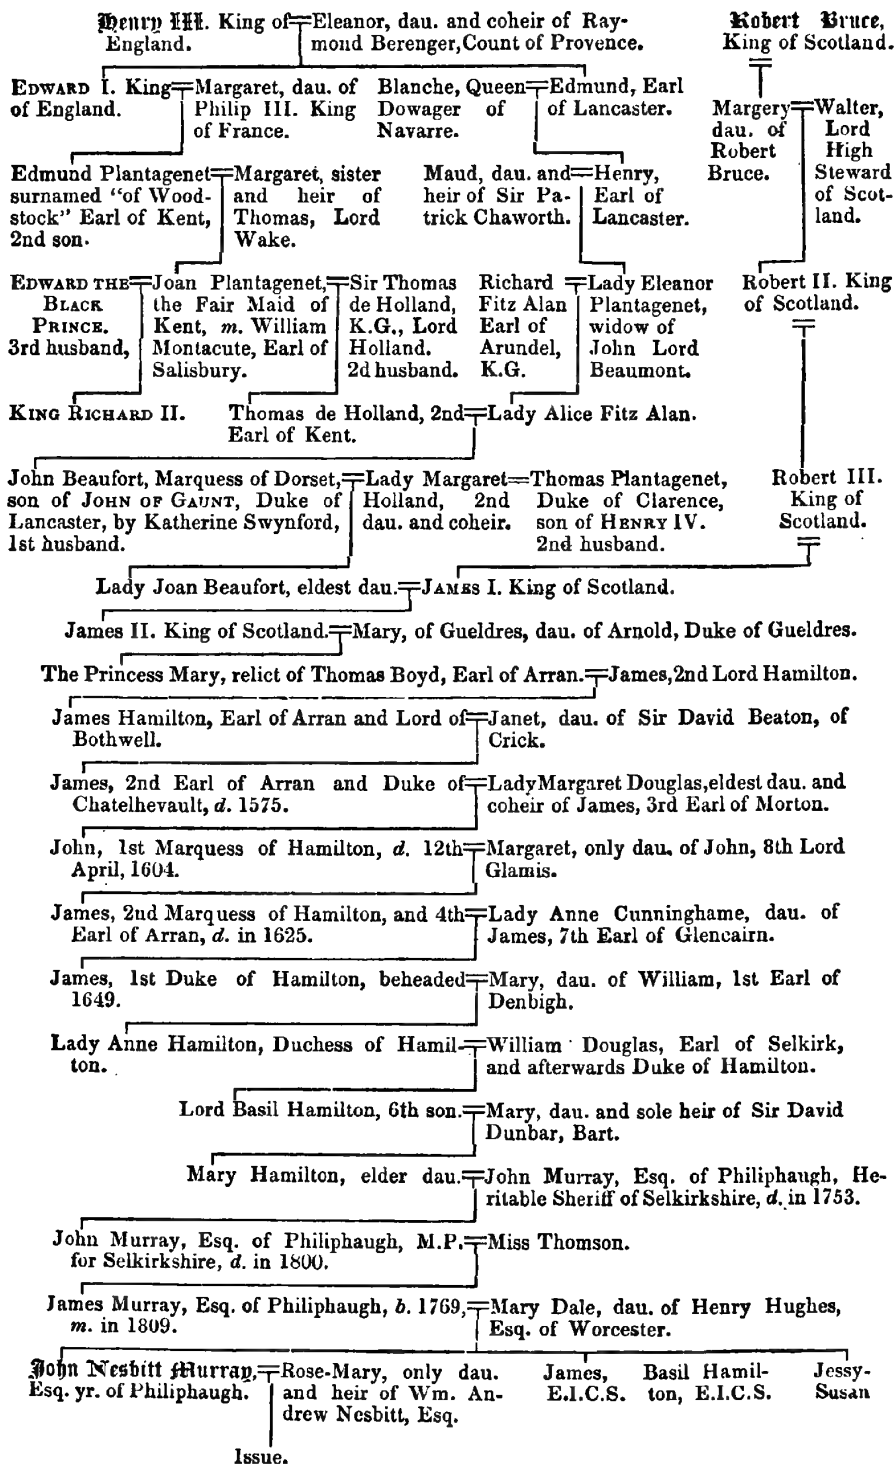 Henry III. King of=Eleanor, dau. and coheir of Ray-
England. mond Berenger, Count of Provence.
Robert Bruce,
King of Scotland.
EDWARD I. King=Margaret, dau. of
of England. Philip III. King
of France.
Blanche, Queen=Edmund, Earl
Dowager of of Lancaster.
Navarre.
Margery=Walter,
dau. of Lord
Robert High
Bruce. Steward
of Scot-
land.
Edmund Plantagenet=Margaret, sister
surnamed "of Wood- and heir of
stock" Earl of Kent, Thomas, Lord
2nd son. Wake.
Maud, dau. and=Henry,
heir of Sir Pa- Earl of
trick Chaworth. Lancaster.
EDWARD THE=Joan Plantagenet,=Sir Thomas
BLACK the Fair Maid of de Holland,
PRINCE. Kent, m. William K.G., Lord
3rd husband, Montacute, Earl of Holland.
Salisbury. 2d husband.
Richard=Lady Eleanor
Fitz Alan Plantagenet,
Earl of widow of
Arundel, John Lord
K.G. Beaumont.
Robert II. King
of Scotland.
KING RICHARD II. Thomas de Holland, 2nd=Lady Alice Fitz Alan.
Earl of Kent.
John Beaufort, Marquess of Dorset,=Lady Margaret=Thomas Plantagenet,
son of JOHN OF GAUNT, Duke of Holland, 2nd Duke of Clarence,
Lancaster, by Katherine Swynford, dau. and coheir. son of HENRY IV.
1st husband. 2nd husband.
Robert III.
King of
Scotland.
Lady Joan Beaufort, eldest dau.=JAMES I. King of Scotland.
James II. King of Scotland.=Mary, of Gueldres, dau. of Arnold, Duke of Gueldres.
The Princess Mary, relict of Thomas Boyd, Earl of Arran.=James, 2nd Lord Hamilton.
James Hamilton, Earl of Arran and Lord of=Janet, dau. of Sir David Beaton, of
Bothwell. Crick.
James, 2nd Earl of Arran and Duke of=Lady Margaret Douglas, eldest dau. and
Chatelhevault, d. 1575. coheir of James, 3rd Earl of Morton.
John, 1st Marquess of Hamilton, d. 12th=Margaret, only dau. of John, 8th Lord
April, 1604. Glamis.
James, 2nd Marquess of Hamilton, and 4th=Lady Anne Cunninghame, dau. of
Earl of Arran, d. in 1625. James, 7th Earl of Glencairn.
James, 1st Duke of Hamilton, beheaded=Mary, dau. of William, 1st Earl of
1649. Denbigh.
Lady Anne Hamilton, Duchess of Hamil-=William Douglas, Earl of Selkirk,
ton. and afterwards Duke of Hamilton.
Lord Basil Hamilton, 6th son.=Mary, dau. and sole heir of Sir David
Dunbar, Bart.
Mary Hamilton, elder dau.=John Murray, Esq. of Philiphaugh, He-
ritable Sheriff of Selkirkshire, d. in 1753.
John Murray, Esq. of Philiphaugh, M.P.=Miss Thomson.
for Selkirkshire, d. in 1800.
James Murray, Esq. of Philiphaugh, b. 1769,=Mary Dale, dau. of Henry Hughes,
m. in 1809. Esq. of Worcester.
John Nesbitt Murray,=Rose-Mary, only dau. James, Basil Hamil- Jessy-
Esq. yr. of Philiphaugh. and heir of Wm. An- E.I.C.S. ton, E.I.C.S. Susan
drew Nesbitt, Esq.
Issue.